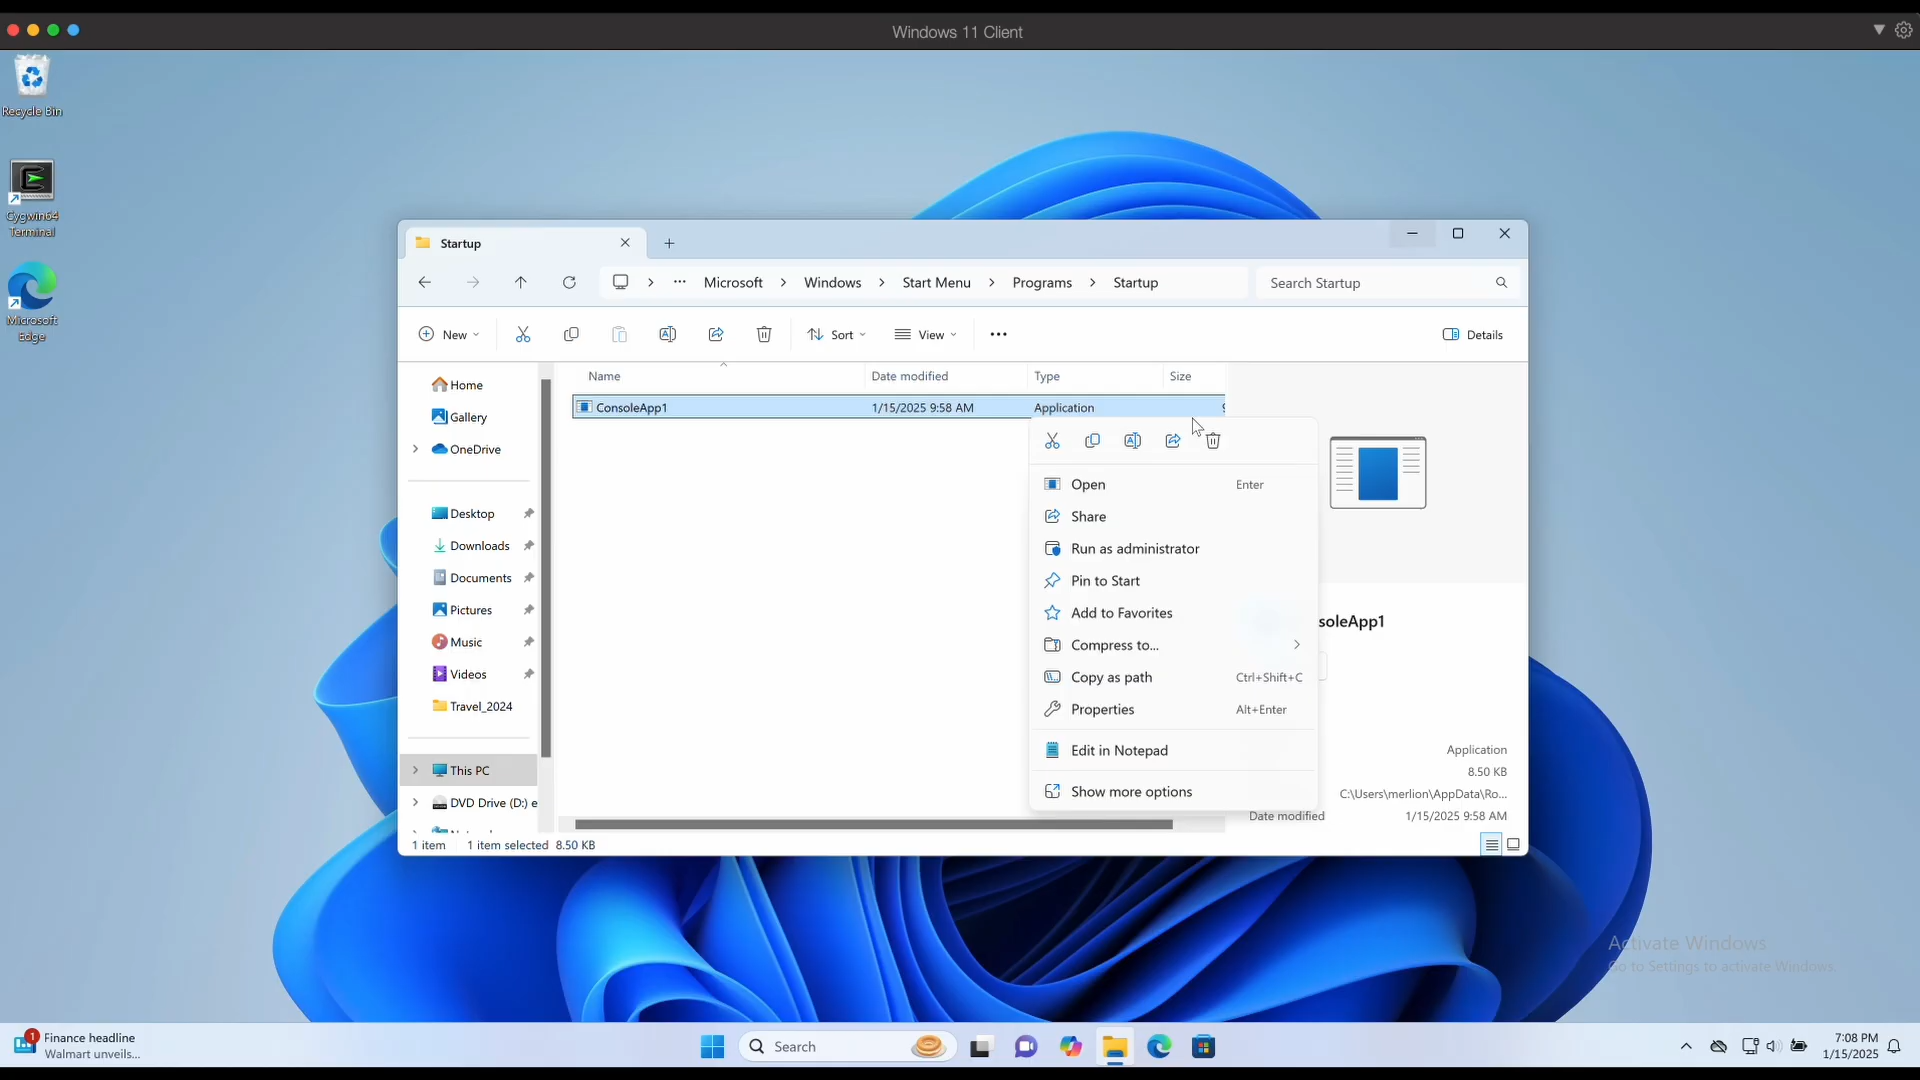 Windows 11 Client
Recycle Bin
Cygwin64
Terminal
Microsoft
Edge
Startup
Microsoft
Windows
Start Menu
Programs
Startup
Search Startup
New
Sort
View
Details
Home
Gallery
OneDrive
Desktop
Downloads
Documents
Pictures
Music
Videos
Travel_2024
This PC
DVD Drive (D:) e
Name Date modified Type Size
ConsoleApp1 1/15/2025 9:58 AM Application
Open Enter
Share
Run as administrator
Pin to Start
Add to Favorites
Compress to...
Copy as path Ctrl+Shift+C
Properties Alt+Enter
Edit in Notepad
Show more options
soleApp1
Application
8.50 KB
C:\Users\merlion\AppData\Ro...
Date modified 1/15/2025 9:58 AM
1 item 1 item selected 8.50 KB
Activate Windows
Go to Settings to activate Windows.
1
Finance headline
Walmart unveils...
Search
7:08 PM
1/15/2025